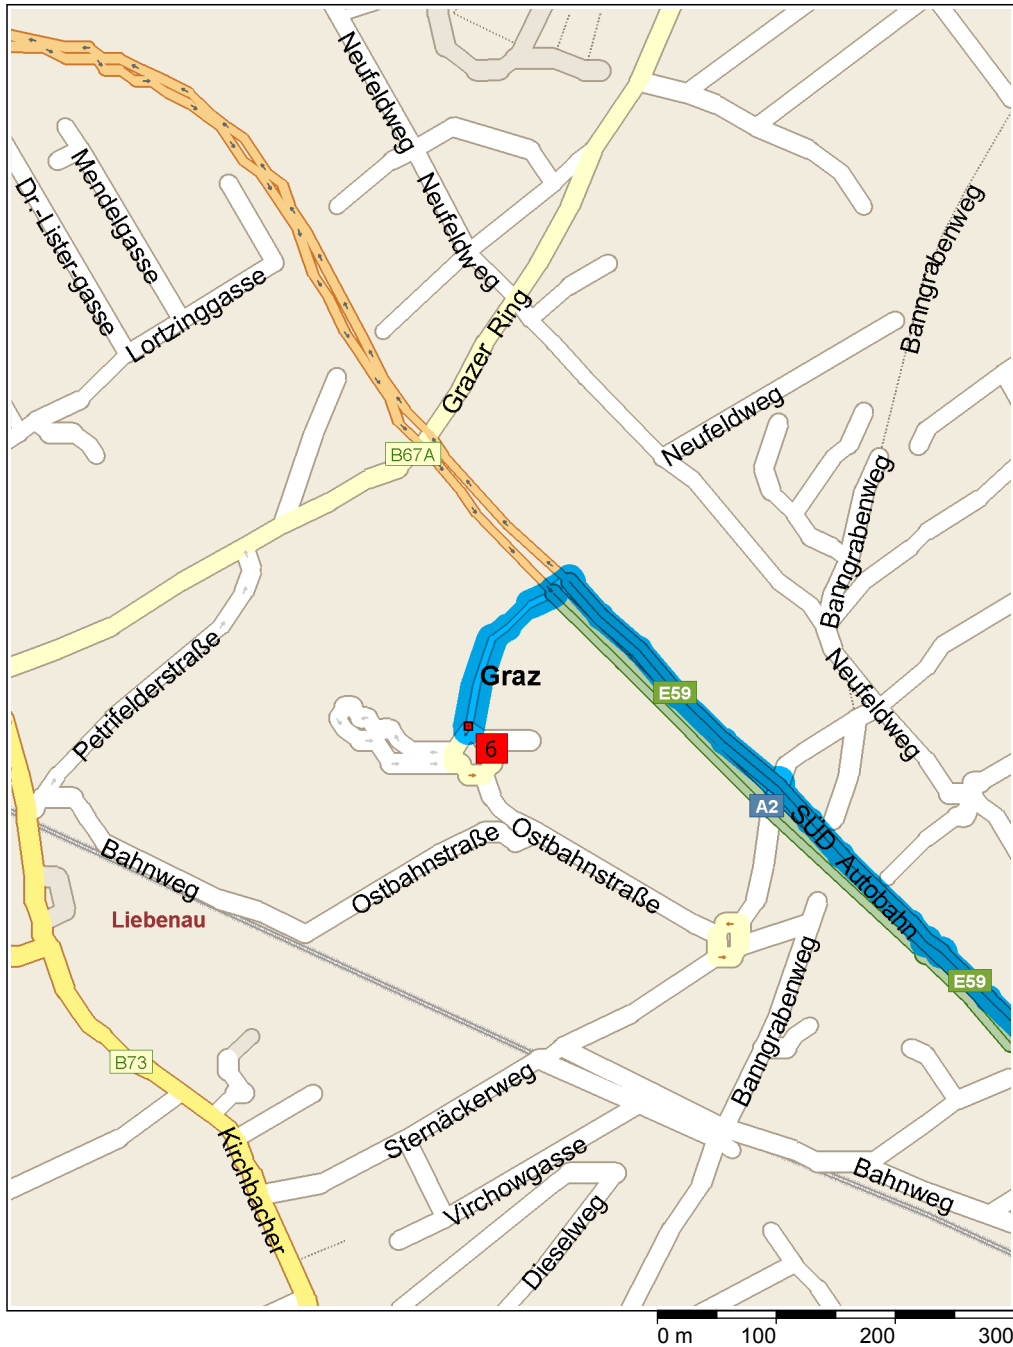 Neufeldweg
Mendelgasse
Dr.-Lister-gasse
Neufeldweg
Banngrabenweg
Lortzinggasse
Grazer Ring
Neufeldweg
B67A
Banngrabenweg
Petrifelderstraße
Graz
E59
Neufeldweg
6
A2
SÜD Autobahn
Ostbahnstraße
Ostbahnstraße
Bahnweg
Liebenau
Banngrabenweg
E59
B73
Sternäckerweg
Kirchbacher
Virchowgasse
Bahnweg
Dieselweg
0 m 100 200 300